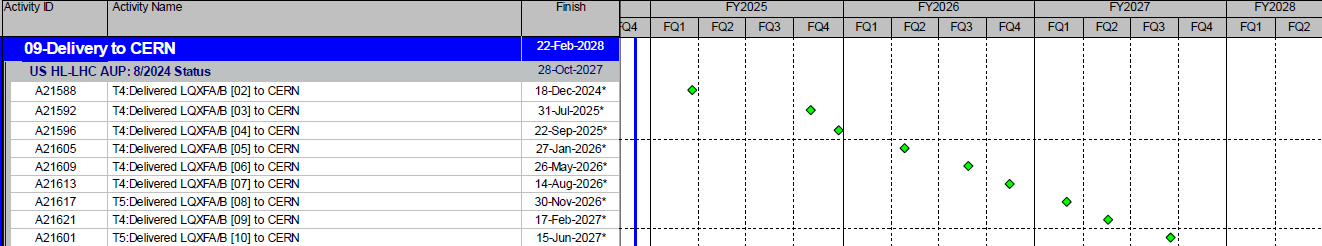 Activity ID Activity Name Finish FY2025 FY2026 FY2027 FY2028
FQ4 FQ1 FQ2 FQ3 FQ4 FQ1 FQ2 FQ3 FQ4 FQ1 FQ2 FQ3 FQ4 FQ1 FQ2
09-Delivery to CERN 22-Feb-2028
US HL-LHC AUP: 8/2024 Status 28-Oct-2027
A21588 T4:Delivered LQXFA/B [02] to CERN 18-Dec-2024*
A21592 T4:Delivered LQXFA/B [03] to CERN 31-Jul-2025*
A21596 T4:Delivered LQXFA/B [04] to CERN 22-Sep-2025*
A21605 T4:Delivered LQXFA/B [05] to CERN 27-Jan-2026*
A21609 T4:Delivered LQXFA/B [06] to CERN 26-May-2026*
A21613 T4:Delivered LQXFA/B [07] to CERN 14-Aug-2026*
A21617 T5:Delivered LQXFA/B [08] to CERN 30-Nov-2026*
A21621 T4:Delivered LQXFA/B [09] to CERN 17-Feb-2027*
A21601 T5:Delivered LQXFA/B [10] to CERN 15-Jun-2027*